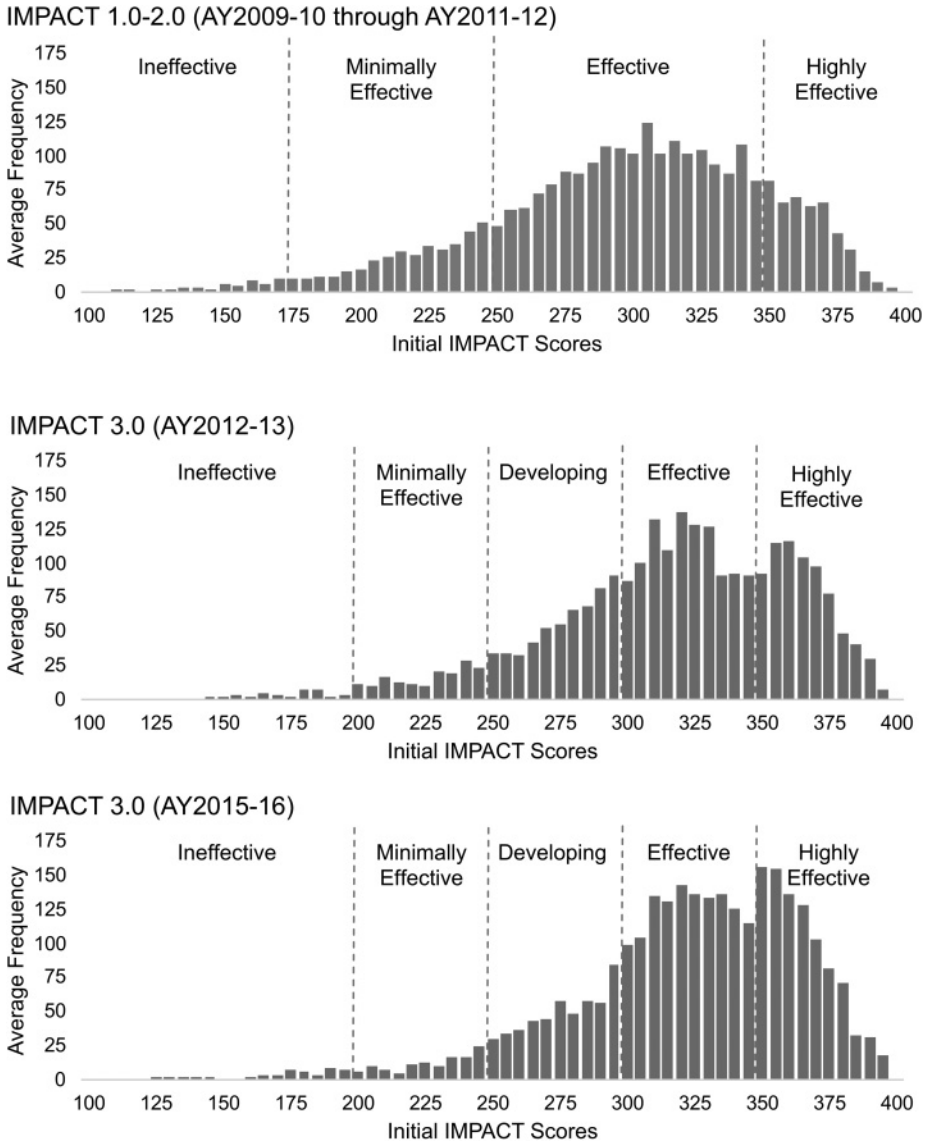 IMPACT 1.0-2.0 (AY2009-10 through AY2011-12)
Average Frequency
175
150
125
100
75
50
25
0
Ineffective
Minimally
Effective
Effective
Highly
Effective
100 125 150 175 200 225 250 275 300 325 350 375 400
Initial IMPACT Scores
IMPACT 3.0 (AY2012-13)
Average Frequency
175
150
125
100
75
50
25
0
Ineffective
Minimally
Effective
Developing
Effective
Highly
Effective
100 125 150 175 200 225 250 275 300 325 350 375 400
Initial IMPACT Scores
IMPACT 3.0 (AY2015-16)
Average Frequency
175
150
125
100
75
50
25
0
Ineffective
Minimally
Effective
Developing
Effective
Highly
Effective
100 125 150 175 200 225 250 275 300 325 350 375 400
Initial IMPACT Scores